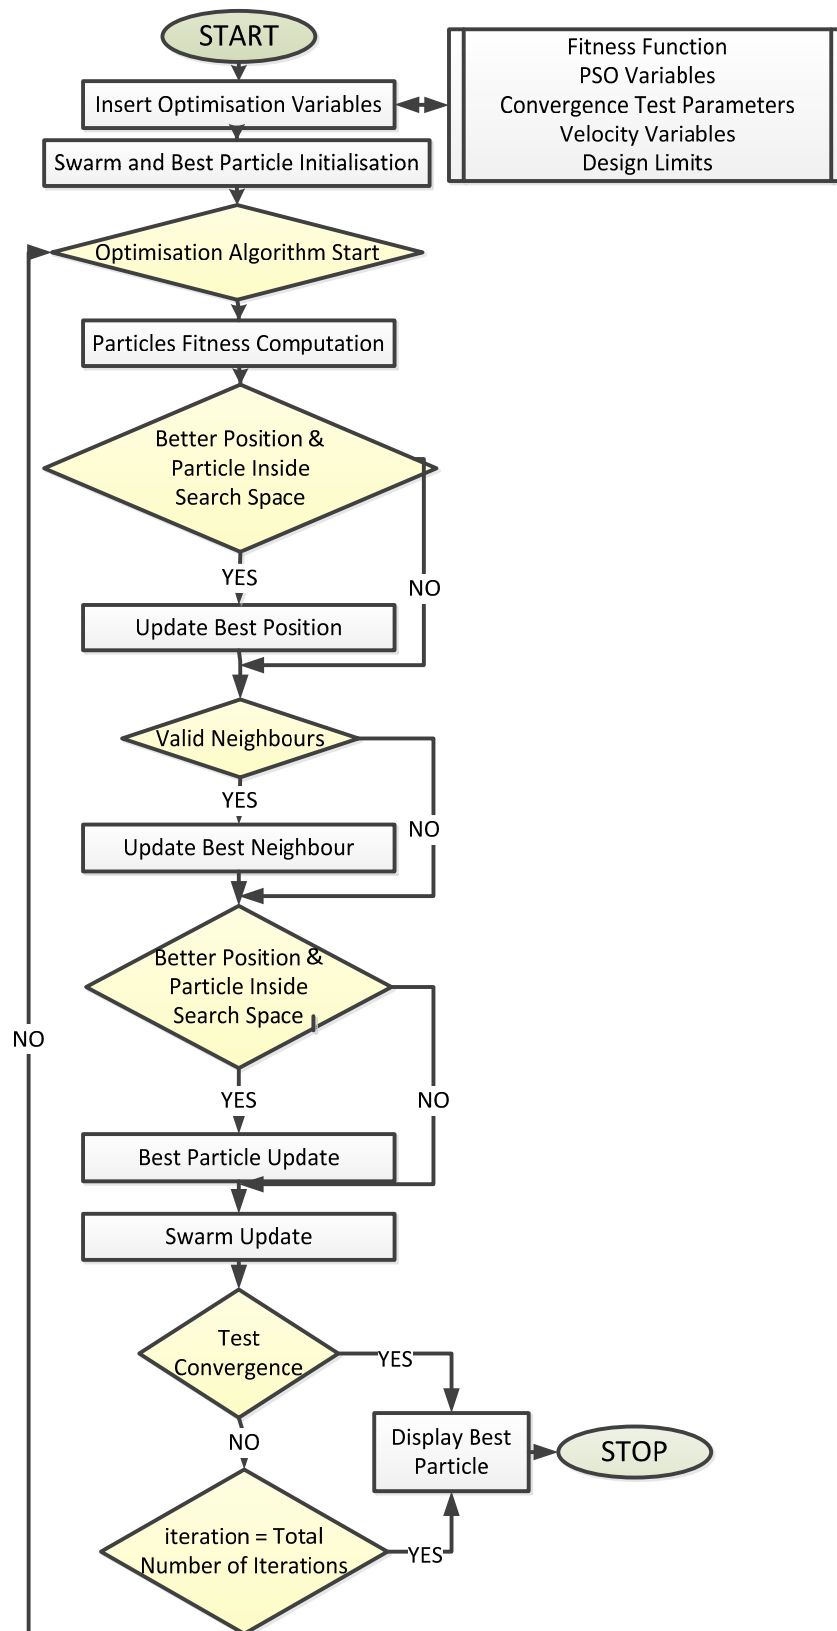 START
Insert Optimisation Variables
Fitness Function
PSO Variables
Convergence Test Parameters
Velocity Variables
Design Limits
Swarm and Best Particle Initialisation
Optimisation Algorithm Start
Particles Fitness Computation
Better Position &
Particle Inside
Search Space
YES
NO
Update Best Position
Valid Neighbours
YES
NO
Update Best Neighbour
Better Position &
Particle Inside
Search Space
NO
YES
NO
Best Particle Update
Swarm Update
Test
Convergence
YES
NO
Display Best
Particle
STOP
iteration = Total
Number of Iterations
YES